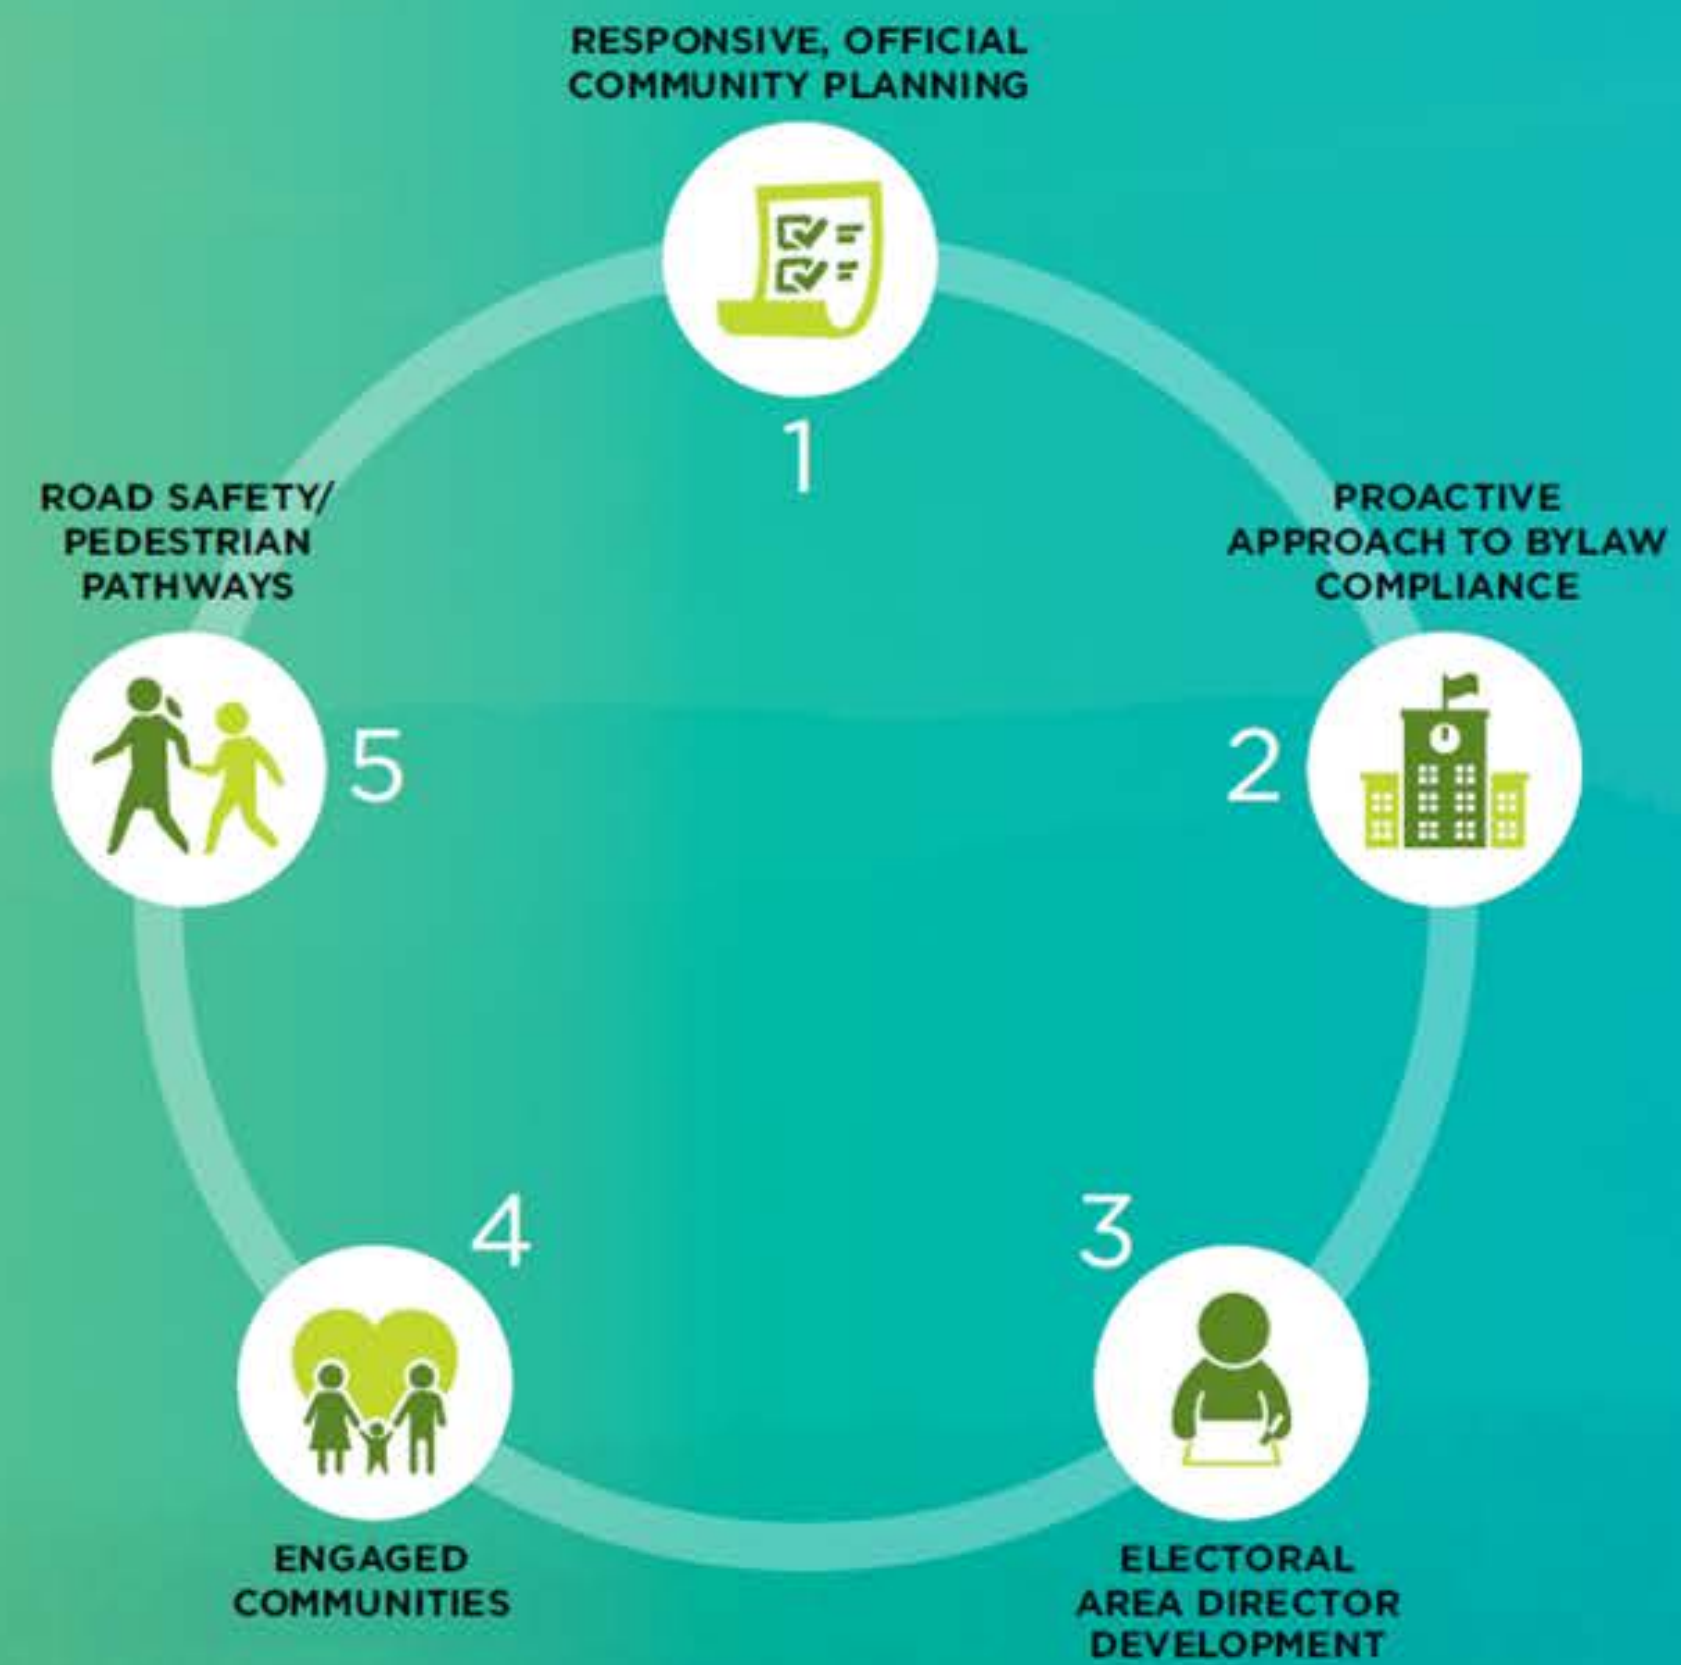 RESPONSIVE, OFFICIAL
COMMUNITY PLANNING
1
PROACTIVE
APPROACH TO BYLAW
COMPLIANCE
2
3
ELECTORAL
AREA DIRECTOR
DEVELOPMENT
4
ENGAGED
COMMUNITIES
ROAD SAFETY/
PEDESTRIAN
PATHWAYS
5